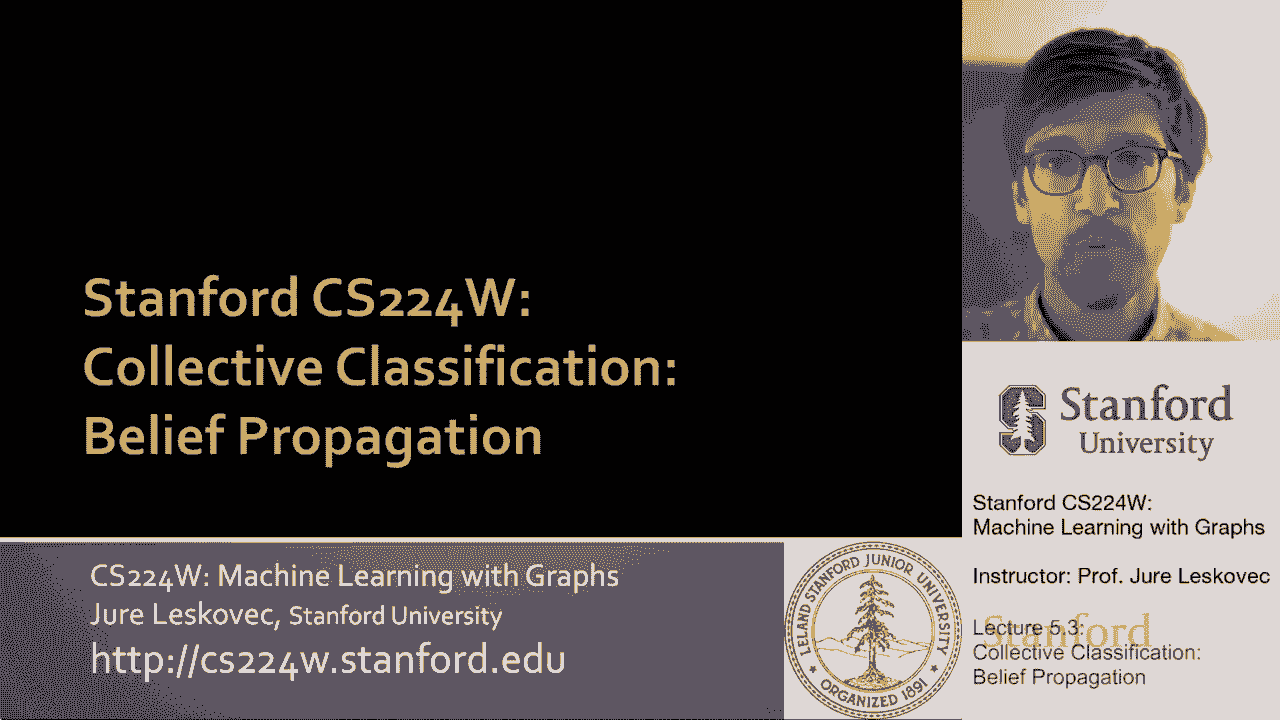 Stanford CS224W:
Collective Classification:
Belief Propagation
CS224W: Machine Learning with Graphs
Jure Leskovec, Stanford University
http://cs224w.stanford.edu
LELAND STANFORD JUNIOR UNIVERSITY
ORGANIZED 1891
Stanford
University
Stanford CS224W:
Machine Learning with Graphs
Instructor: Prof. Jure Leskovec
Stanford
Lecture 5.3:
Collective Classification:
Belief Propagation